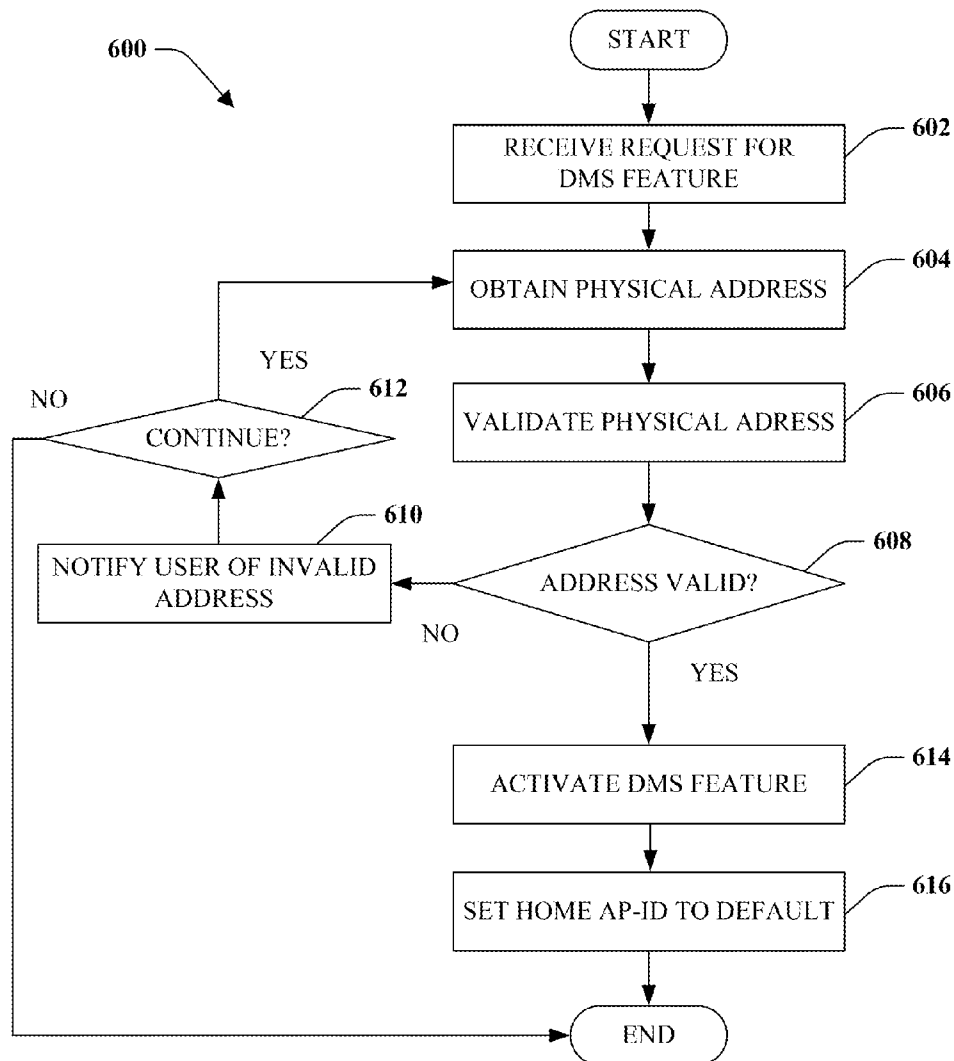 600
START
602
RECEIVE REQUEST FOR
DMS FEATURE
604
OBTAIN PHYSICAL ADDRESS
YES
NO
612
606
CONTINUE?
VALIDATE PHYSICAL ADRESS
610
608
NOTIFY USER OF INVALID
ADDRESS
ADDRESS VALID?
NO
YES
614
ACTIVATE DMS FEATURE
616
SET HOME AP-ID TO DEFAULT
END